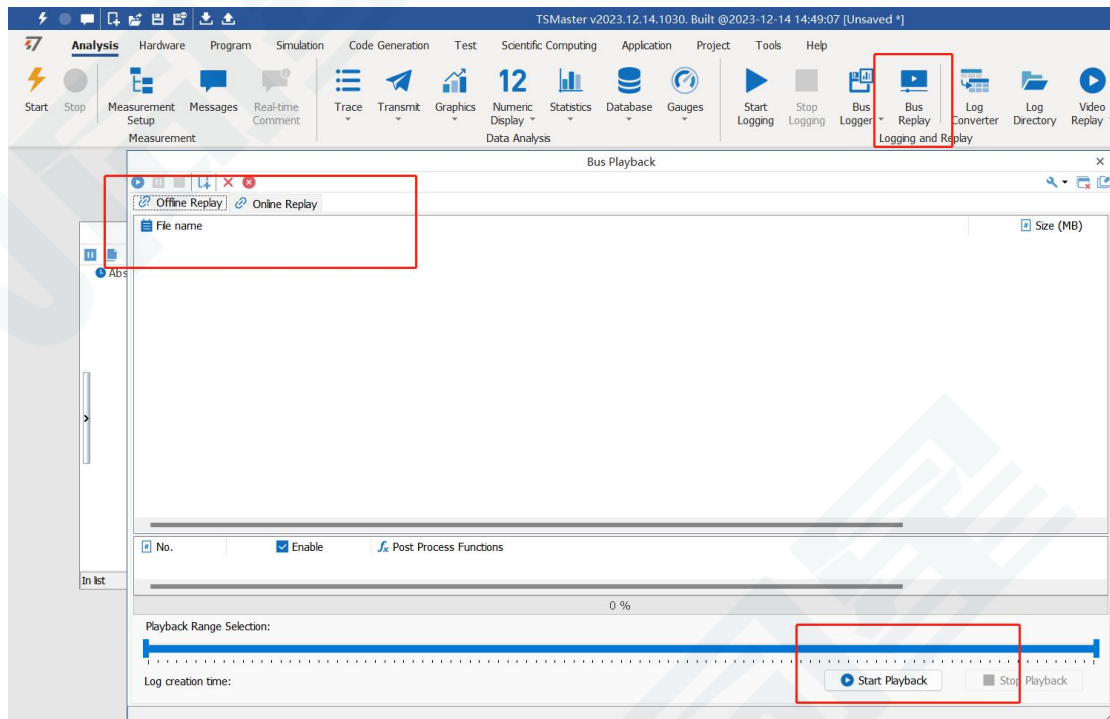 TSMaster v2023.12.14.1030. Built @2023-12-14 14:49:07 [Unsaved *]
Analysis Hardware Program Simulation Code Generation Test Scientific Computing Application Project Tools Help
Start Stop Measurement Setup Messages Real-time Comment Trace Transmit Graphics 12 Numeric Display Statistics Database Gauges Start Logging Stop Logging Bus Logger Bus Replay Log Converter Log Directory Video Replay
Measurement Data Analysis Logging and Replay
Bus Playback
Offline Replay Online Replay
File name Size (MB)
Abs
No. Enable fx Post Process Functions
In list
0 %
Playback Range Selection:
Log creation time: Start Playback Stop Playback